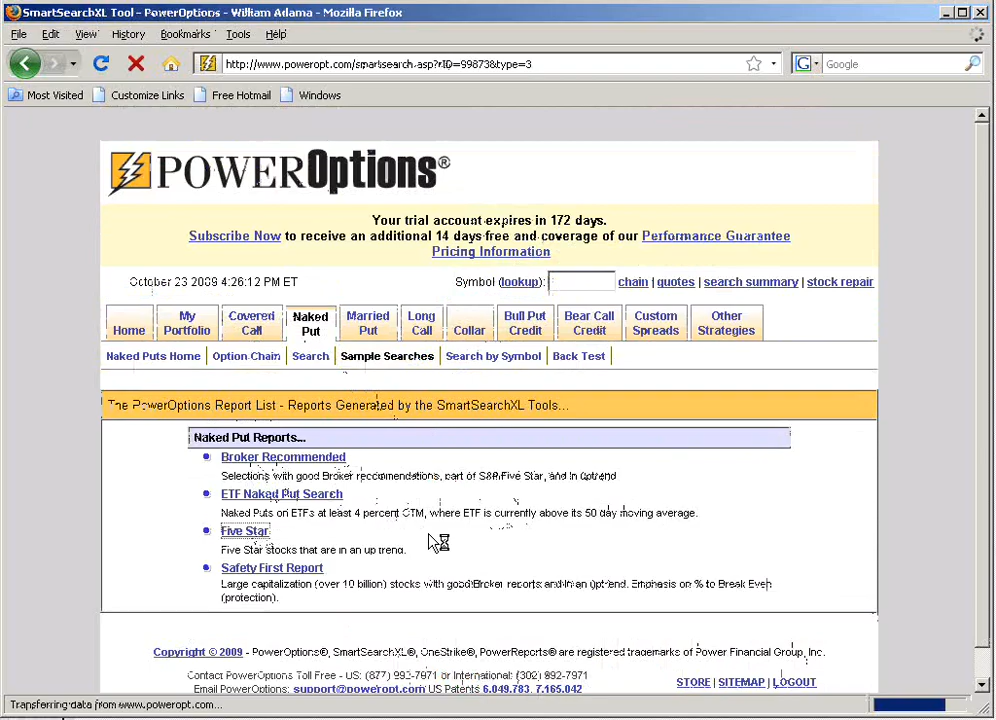 SmartSearchXL Tool - PowerOptions - William Adama - Mozilla Firefox
File Edit View History Bookmarks Tools Help
http://www.poweropt.com/smartsearch.asp?rID=99873&type=3
Google
Most Visited Customize Links Free Hotmail Windows
POWEROptions®
Your trial account expires in 172 days.
Subscribe Now to receive an additional 14 days free and coverage of our Performance Guarantee
Pricing Information
October 23 2009 4:26:12 PM ET Symbol (lookup): chain | quotes | search summary | stock repair
Home My Portfolio Covered Call Naked Put Married Put Long Call Collar Bull Put Credit Bear Call Credit Custom Spreads Other Strategies
Naked Puts Home Option Chain Search Sample Searches Search by Symbol Back Test
The PowerOptions Report List - Reports Generated by the SmartSearchXL Tools...
Naked Put Reports...
Broker Recommended
Selections with good Broker recommendations, part of S&P Five Star, and in uptrend
ETF Naked Put Search
Naked Puts on ETFs at least 4 percent OTM, where ETF is currently above its 50 day moving average.
Five Star
Five Star stocks that are in an up trend.
Safety First Report
Large capitalization (over 10 billion) stocks with good Broker reports and in an uptrend. Emphasis on % to Break Even
(protection).
Copyright © 2009 - PowerOptions®, SmartSearchXL®, OneStrike®, PowerReports® are registered trademarks of Power Financial Group, Inc.
Contact PowerOptions Toll Free - US: (877) 992-7971 or International: (302) 992-7971
Email PowerOptions: support@poweropt.com US Patents 6,049,783, 7,165,042
STORE | SITEMAP | LOGOUT
Transferring data from www.poweropt.com...